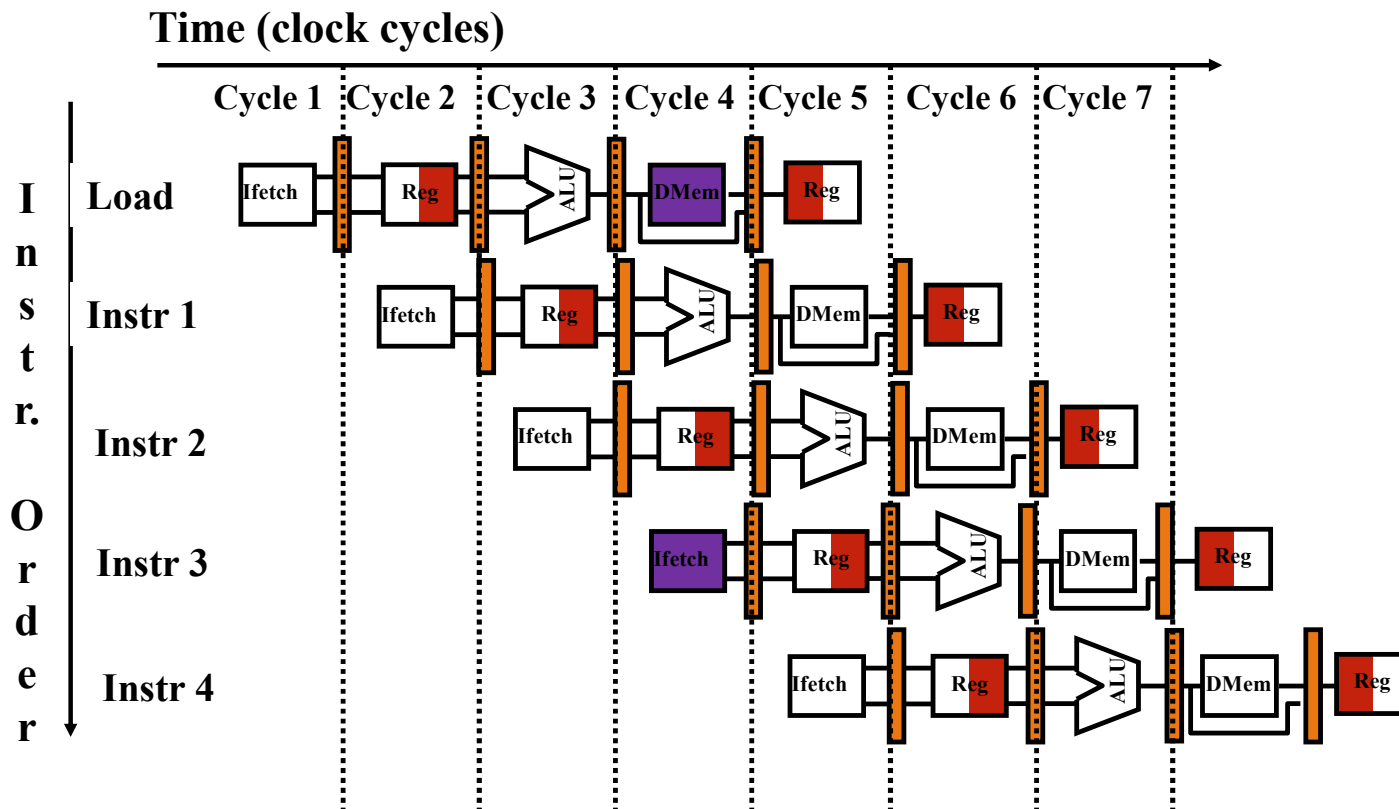 Time (clock cycles)
Cycle 1 Cycle 2 Cycle 3 Cycle 4 Cycle 5 Cycle 6 Cycle 7
Instr. Order
Load Ifetch Reg ALU DMem Reg
Instr 1 Ifetch Reg ALU DMem Reg
Instr 2 Ifetch Reg ALU DMem Reg
Instr 3 Ifetch Reg ALU DMem Reg
Instr 4 Ifetch Reg ALU DMem Reg